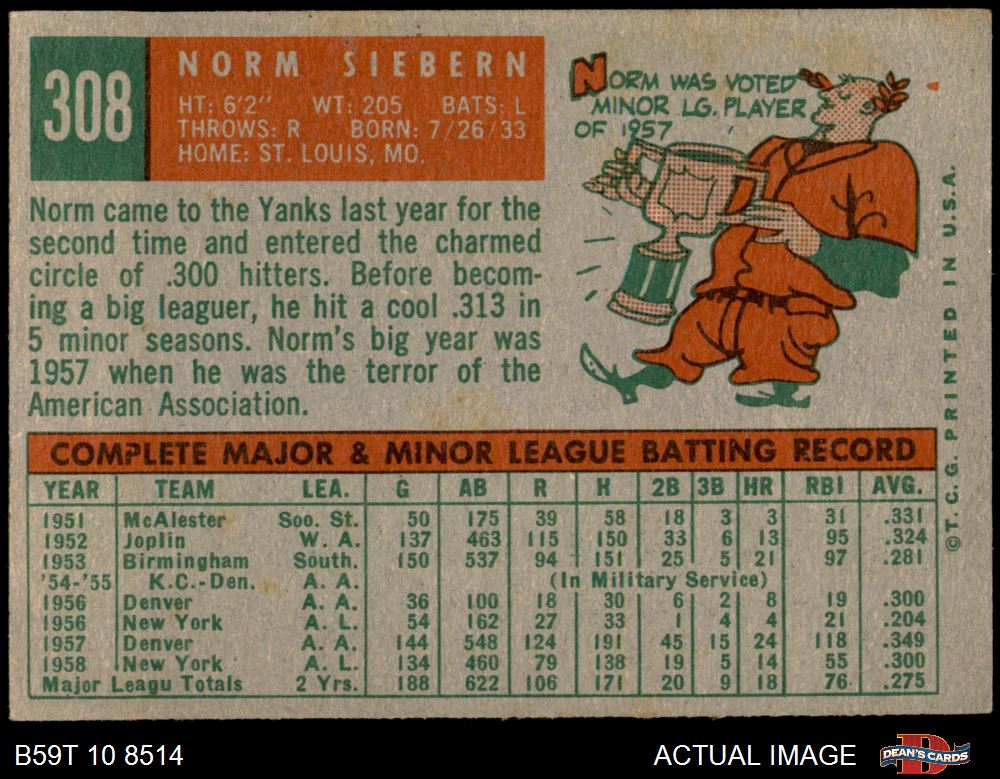 308
NORM SIEBERN
HT: 6'2" WT: 205 BATS: L
THROWS: R BORN: 7/26/33
HOME: ST. LOUIS, MO.
NORM WAS VOTED
MINOR LG. PLAYER
OF 1957
Norm came to the Yanks last year for the
second time and entered the charmed
circle of .300 hitters. Before becom-
ing a big leaguer, he hit a cool .313 in
5 minor seasons. Norm's big year was
1957 when he was the terror of the
American Association.
COMPLETE MAJOR & MINOR LEAGUE BATTING RECORD
YEAR TEAM LEA. G AB R H 2B 3B HR RBI AVG.
1951 McAlester Soo. St. 50 175 39 58 18 3 3 31 .331
1952 Joplin W. A. 137 463 115 150 33 6 13 95 .324
1953 Birmingham South. 150 537 94 151 25 5 21 97 .281
'54-'55 K.C.-Den. A. A. (In Military Service)
1956 Denver A. A. 36 100 18 30 6 2 8 19 .300
1956 New York A. L. 54 162 27 33 1 4 4 21 .204
1957 Denver A. A. 144 548 124 191 45 15 24 118 .349
1958 New York A. L. 134 460 79 138 19 5 14 55 .300
Major Leagu Totals 2 Yrs. 188 622 106 171 20 9 18 76 .275
©T. C. G. PRINTED IN U.S.A.
B59T 10 8514
ACTUAL IMAGE
DEAN'S CARDS